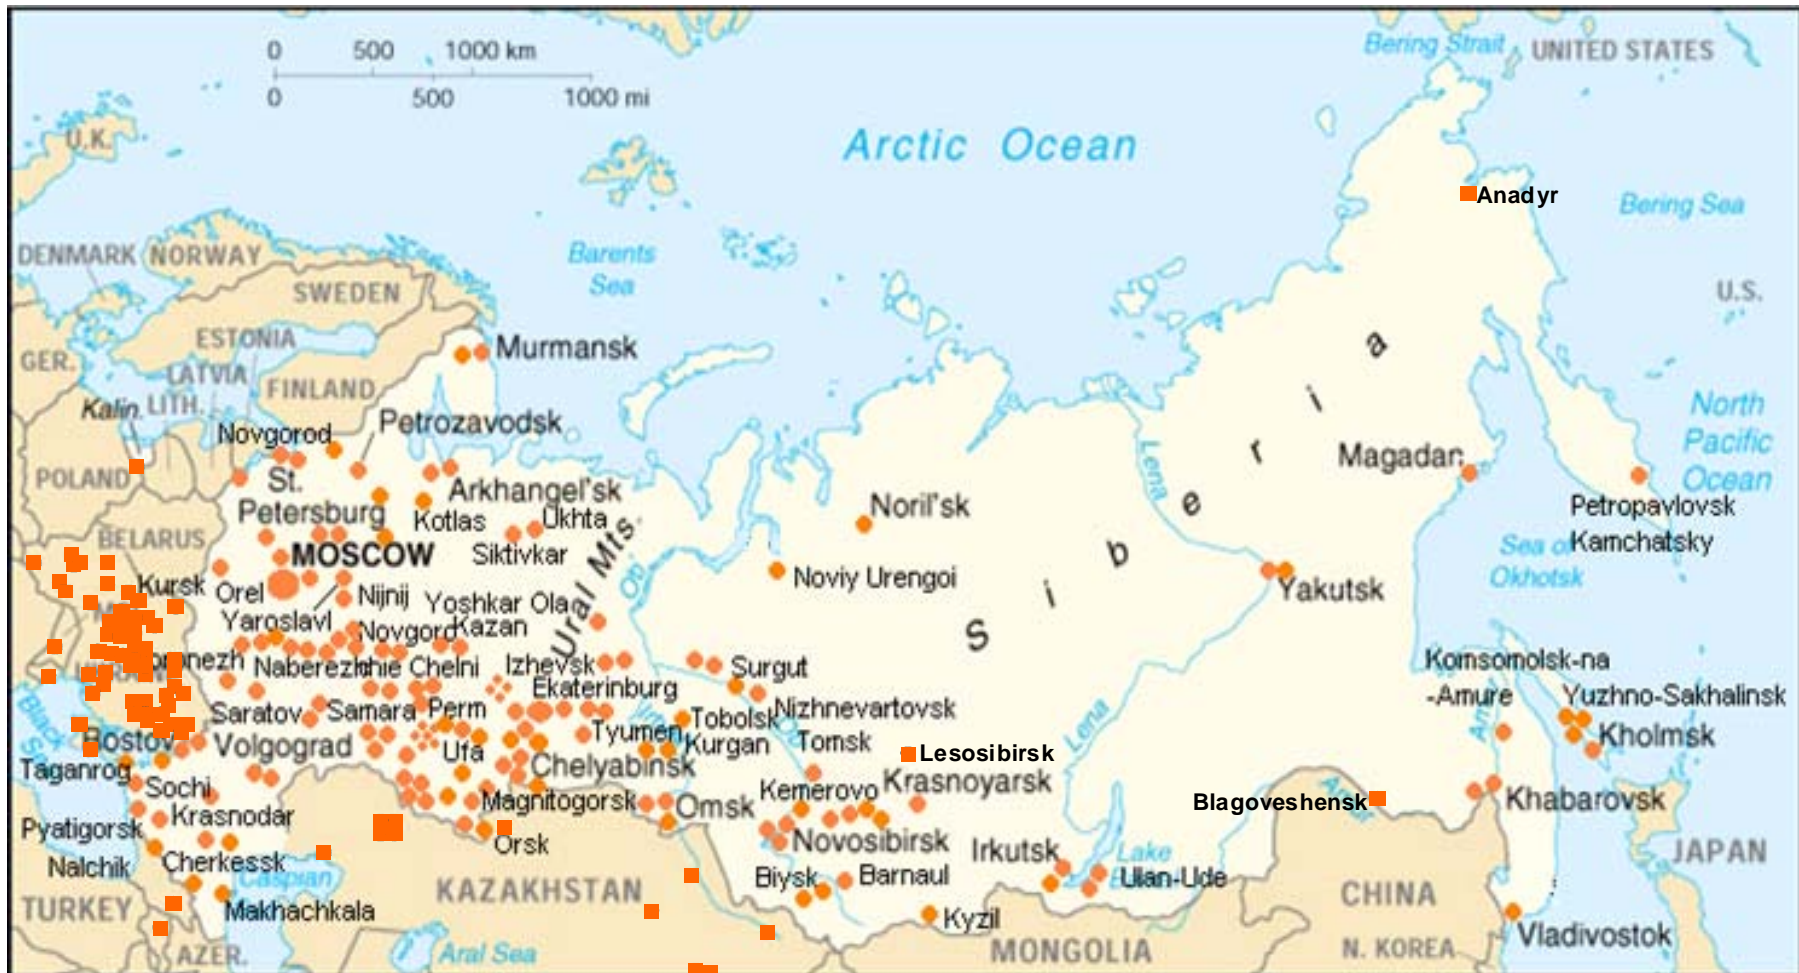 0 500 1000 km
0 500 1000 mi
Bering Strait
UNITED STATES
U.K.
Arctic Ocean
Anadyr
Bering Sea
DENMARK
NORWAY
Barents
Sea
SWEDEN
U.S.
ESTONIA
GER.
LATVIA
FINLAND
Murmansk
Kalin.
LITH.
Petrozavodsk
Novgorod
North
Pacific
Ocean
POLAND
St.
Petersburg
Arkhangel'sk
Kotlas
Ukhta
Siktivkar
Noril'sk
Lena
Magadan
Petropavlovsk
Kamchatsky
Sea of
Okhotsk
BELARUS
MOSCOW
Ural Mts.
Ob
Noviy Urengoi
S i b e r i a
Yakutsk
Kursk
Orel
Nijnij
Novgord
Yaroslavl
Yoshkar Ola
Kazan
Naberezhnie Chelni
Izhevsk
Ekaterinburg
Surgut
Nizhnevartovsk
Komsomolsk-na
-Amure
Yuzhno-Sakhalinsk
Kholmsk
Saratov
Samara
Perm
Tobolsk
Tyumen
Kurgan
Tomsk
Lesosibirsk
Lena
Black
Rostov
Volgograd
Ufa
Chelyabinsk
Taganrog
Sochi
Kemerovo
Krasnoyarsk
Blagoveshensk
Khabarovsk
Magnitogorsk
Omsk
Krasnodar
Pyatigorsk
Orsk
Novosibirsk
Irkutsk
Lake
JAPAN
Nalchik
Cherkessk
Caspian
KAZAKHSTAN
Biysk
Barnaul
Ulan-Ude
CHINA
TURKEY
Makhachkala
Kyzil
Vladivostok
AZER.
Aral Sea
MONGOLIA
N. KOREA